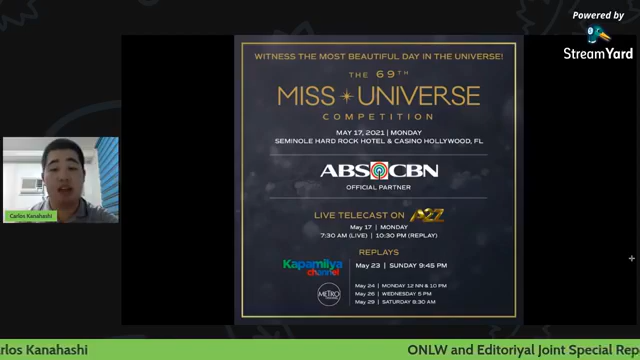 Powered by
StreamYard
WITNESS THE MOST BEAUTIFUL DAY IN THE UNIVERSE!
THE 69TH
MISS UNIVERSE
COMPETITION
MAY 17, 2021 | MONDAY
SEMINOLE HARD ROCK HOTEL & CASINO HOLLYWOOD, FL
ABS CBN
OFFICIAL PARTNER
LIVE TELECAST ON A2Z
May 17 | MONDAY
7:30 AM (LIVE) | 10:30 PM (REPLAY)
REPLAYS
Kapamilya
channel
May 23 | SUNDAY 9:45 PM
METRO
May 24 | MONDAY 12 NN & 10 PM
May 26 | WEDNESDAY 5 PM
May 29 | SATURDAY 8:30 AM
Carlos Kanahashi
arlos Kanahashi
ONLW and Editoriyal Joint Special Rep